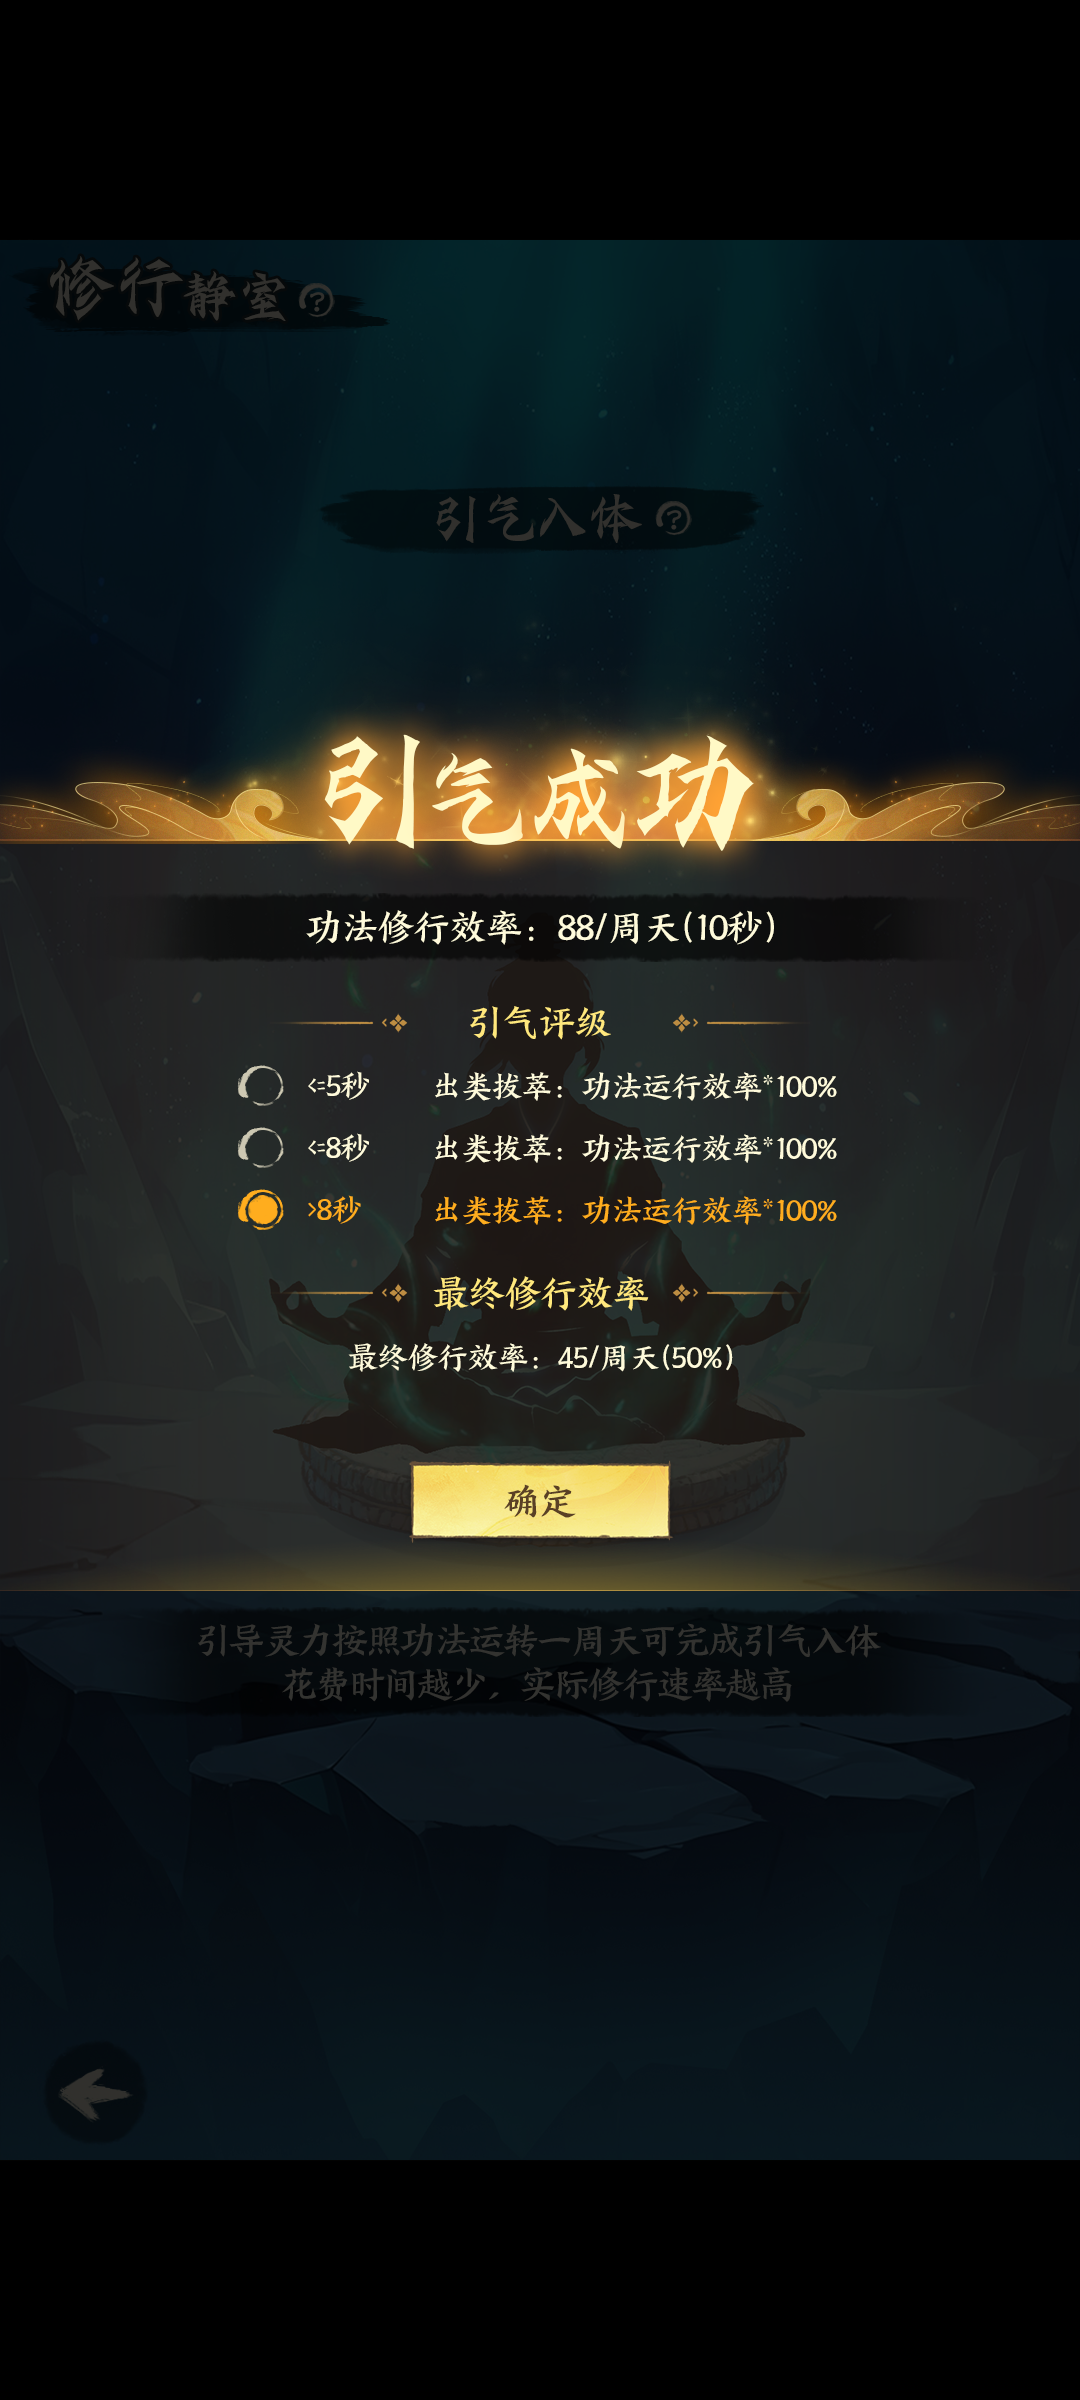 修行静室?
引气入体?
引气成功
功法修行效率：88/周天(10秒)
引气评级
<=5秒 出类拔萃：功法运行效率*100%
<=8秒 出类拔萃：功法运行效率*100%
>8秒 出类拔萃：功法运行效率*100%
最终修行效率
最终修行效率：45/周天(50%)
确定
引导灵力按照功法运转一周天可完成引气入体
花费时间越少，实际修行速率越高